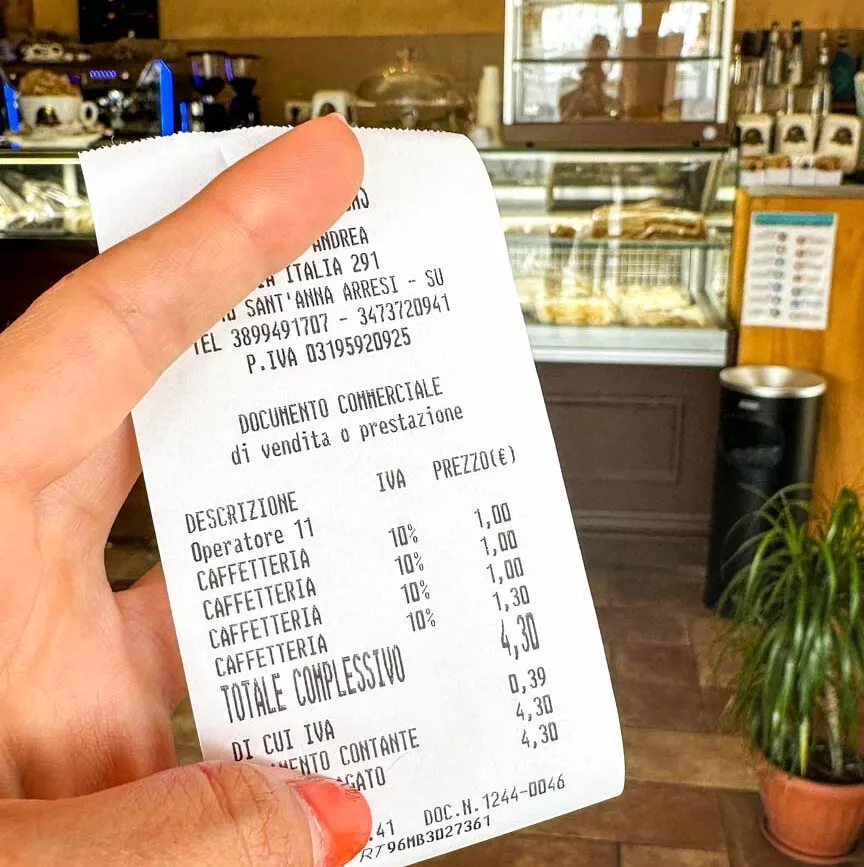 ANDREA
ITALIA 291
SANT'ANNA ARRESI - SU
TEL 3899491707 - 3473720941
P.IVA 03195920925
DOCUMENTO COMMERCIALE
di vendita o prestazione
DESCRIZIONE IVA PREZZO(€)
Operatore 11
CAFFETTERIA 10% 1,00
CAFFETTERIA 10% 1,00
CAFFETTERIA 10% 1,00
CAFFETTERIA 10% 1,30
TOTALE COMPLESSIVO 4,30
DI CUI IVA 0,39
CONTANTE 4,30
4,30
DOC.N.1244-0046
RT96MB3027361